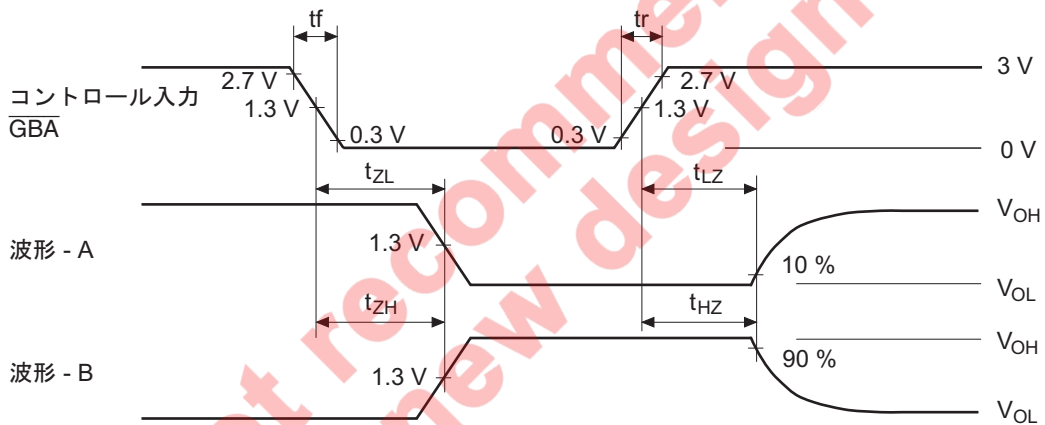 tf
tr
2.7 V
2.7 V
3 V
コントロール入力
GBA
1.3 V
1.3 V
0.3 V
0.3 V
0 V
tZL
tLZ
VOH
波形 - A
1.3 V
10 %
VOL
tZH
tHZ
VOH
波形 - B
1.3 V
90 %
VOL